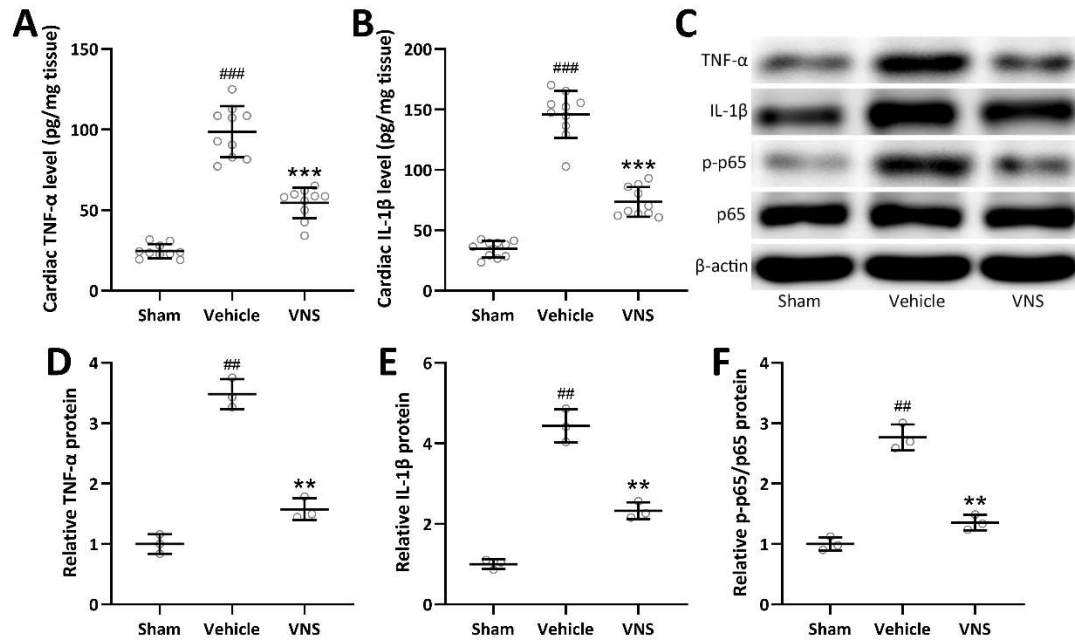 A
Cardiac TNF-α level (pg/mg tissue)
150
100
50
0
###
***
Sham Vehicle VNS
B
Cardiac IL-1β level (pg/mg tissue)
200
150
100
50
0
###
***
Sham Vehicle VNS
C
TNF-α
IL-1β
p-p65
p65
β-actin
Sham Vehicle VNS
D
Relative TNF-α protein
4
3
2
1
0
##
**
Sham Vehicle VNS
E
Relative IL-1β protein
6
4
2
0
##
**
Sham Vehicle VNS
F
Relative p-p65/p65 protein
4
3
2
1
0
##
**
Sham Vehicle VNS